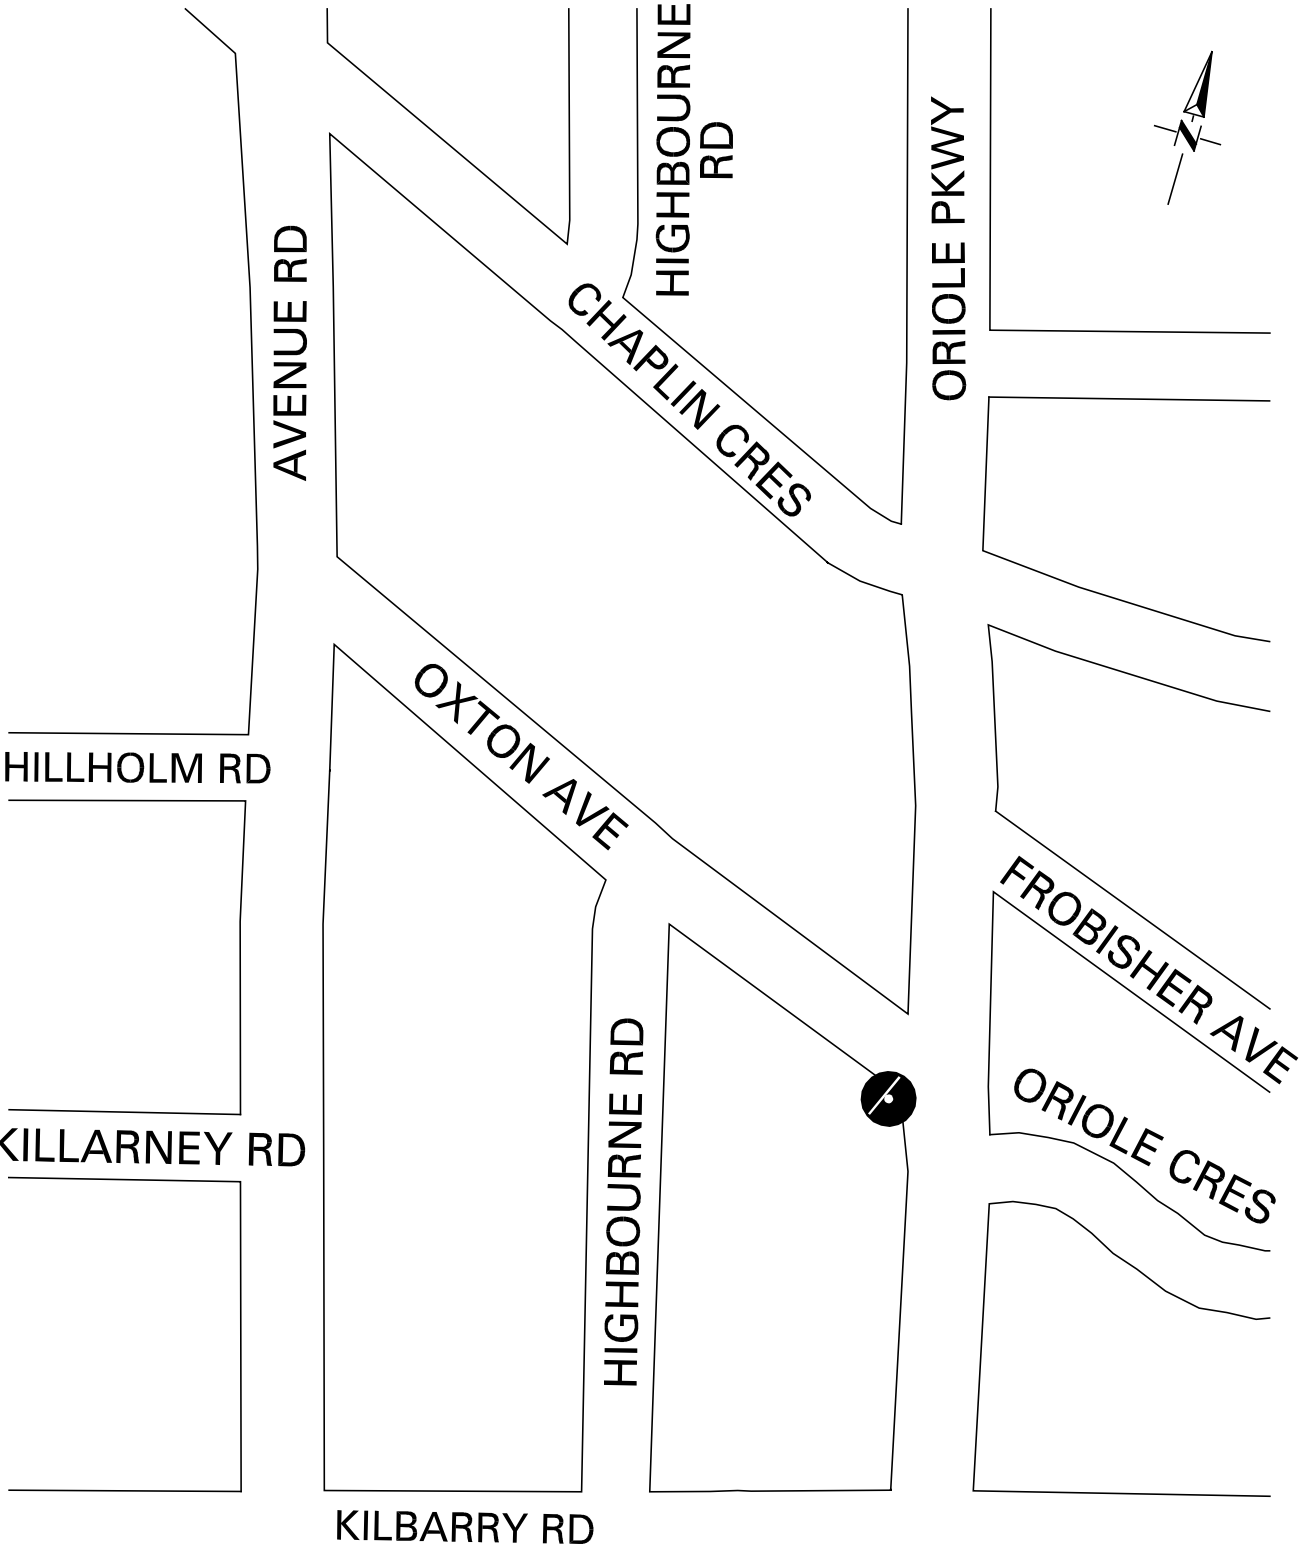 HIGHBOURNE
RD
ORIOLE PKWY
N
AVENUE RD
CHAPLIN CRES
OXTON AVE
HILLHOLM RD
FROBISHER AVE
ORIOLE CRES
HIGHBOURNE RD
KILLARNEY RD
KILBARRY RD